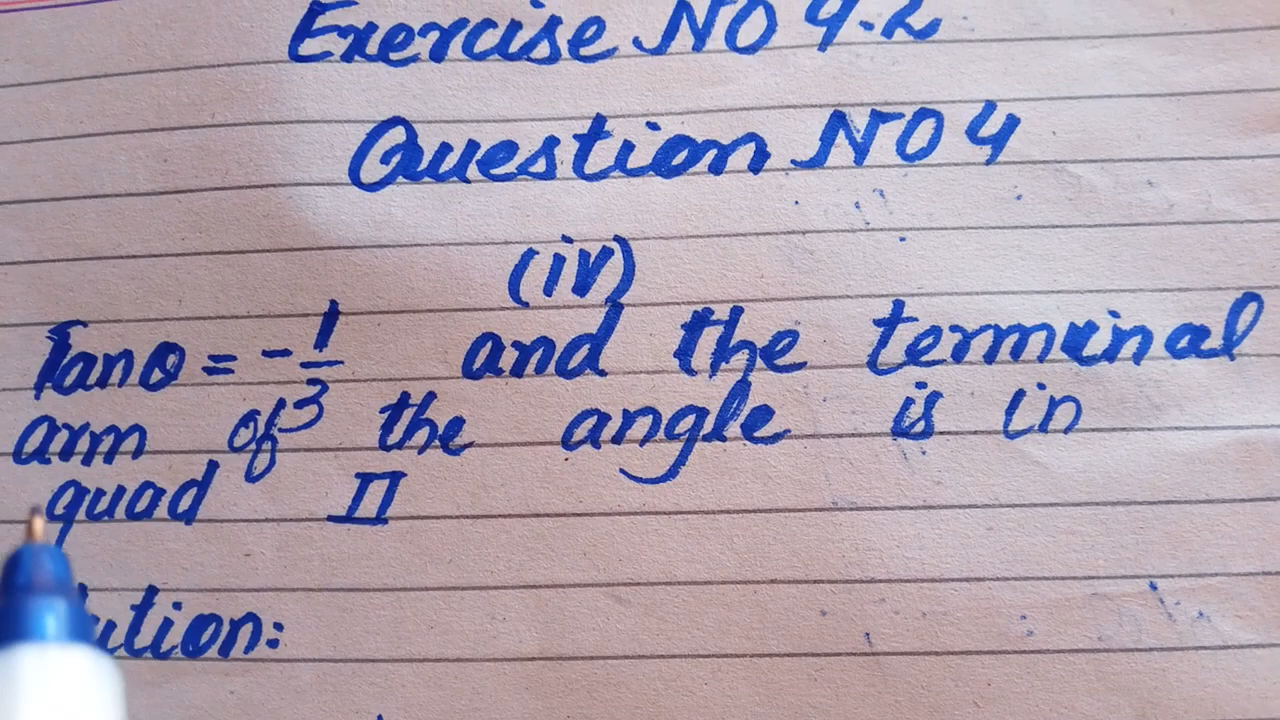 Exercise NO 9.2
Question NO 4
(iv)
Tanθ = -1/3 and the terminal
arm of the angle is in
quad II
ution: